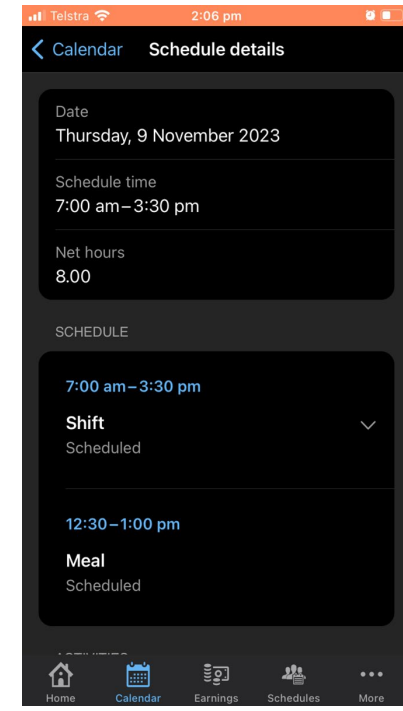 Telstra 2:06 pm
Calendar Schedule details
Date
Thursday, 9 November 2023
Schedule time
7:00 am–3:30 pm
Net hours
8.00
SCHEDULE
7:00 am–3:30 pm
Shift
Scheduled
12:30–1:00 pm
Meal
Scheduled
ACTIVITIES
Home Calendar Earnings Schedules More